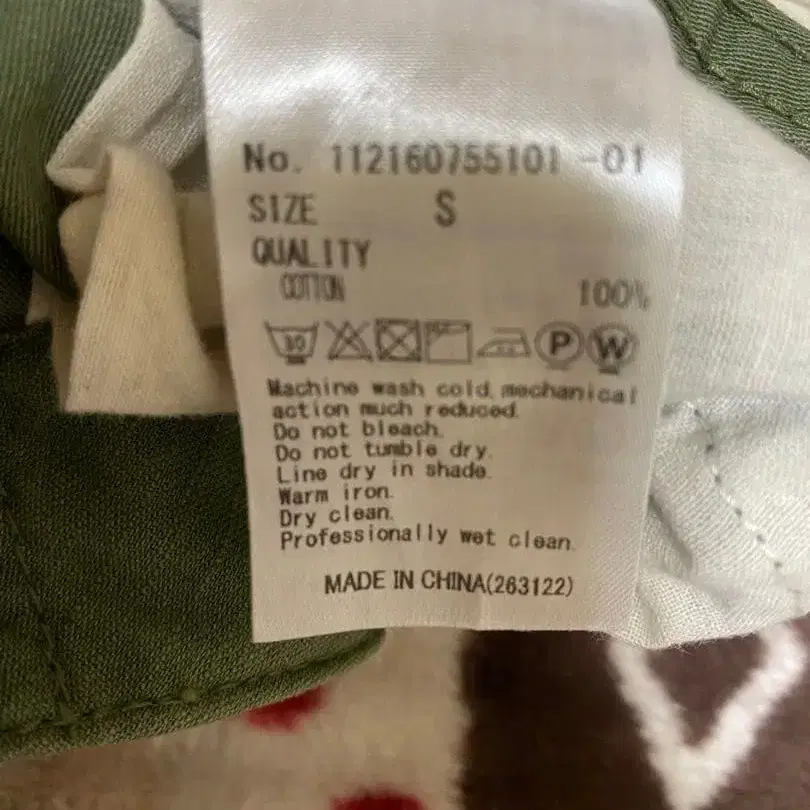 No. 112160755101 -01
SIZE S
QUALITY
COTTON 100%
30 P W
Machine wash cold, mechanical
action much reduced.
Do not bleach.
Do not tumble dry.
Line dry in shade.
Warm iron.
Dry clean.
Professionally wet clean.
MADE IN CHINA(263122)